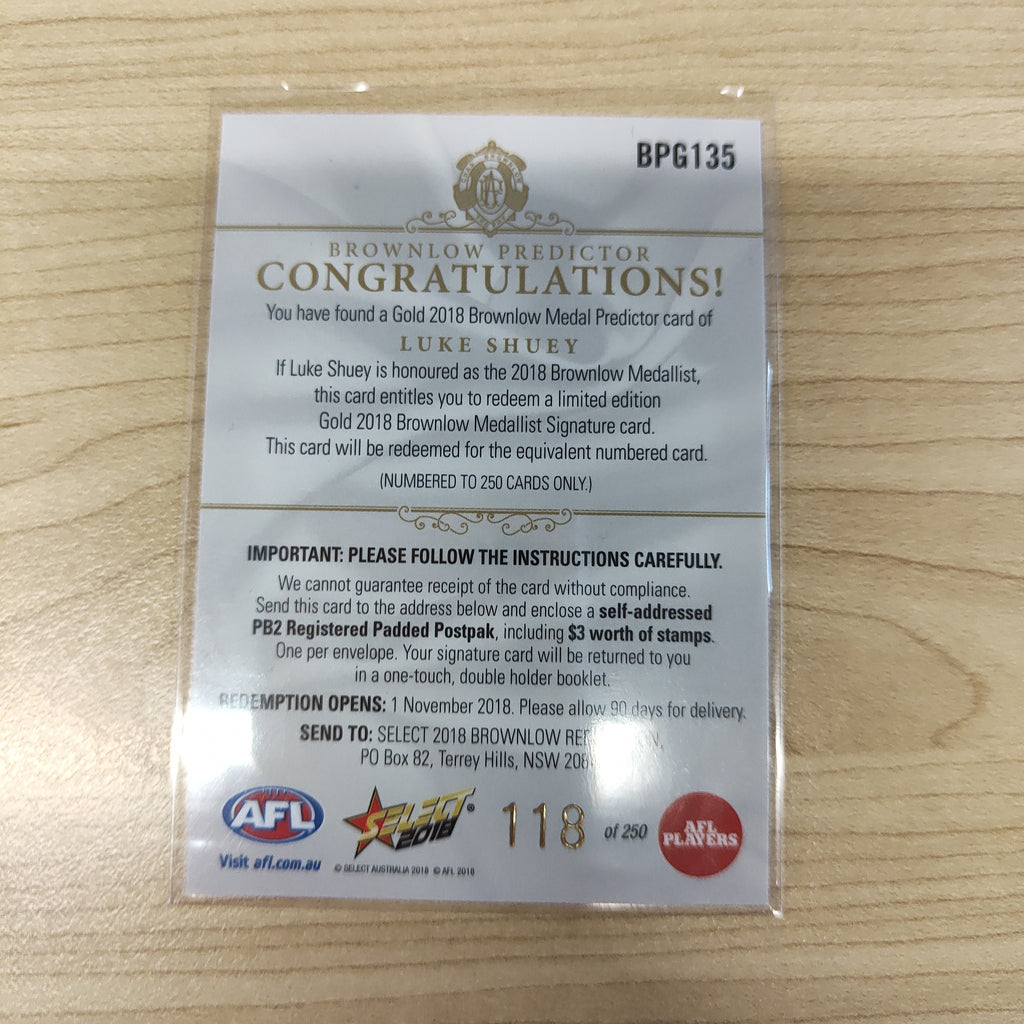 BPG135
BROWNLOW PREDICTOR
CONGRATULATIONS!
You have found a Gold 2018 Brownlow Medal Predictor card of
LUKE SHUEY
If Luke Shuey is honoured as the 2018 Brownlow Medallist,
this card entitles you to redeem a limited edition
Gold 2018 Brownlow Medallist Signature card.
This card will be redeemed for the equivalent numbered card.
(NUMBERED TO 250 CARDS ONLY.)
IMPORTANT: PLEASE FOLLOW THE INSTRUCTIONS CAREFULLY.
We cannot guarantee receipt of the card without compliance.
Send this card to the address below and enclose a self-addressed
PB2 Registered Padded Postpak, including $3 worth of stamps.
One per envelope. Your signature card will be returned to you
in a one-touch, double holder booklet.
REDEMPTION OPENS: 1 November 2018. Please allow 90 days for delivery.
SEND TO: SELECT 2018 BROWNLOW
PO Box 82, Terrey Hills, NSW
AFL
SELECT®
2018
118 of 250
AFL
PLAYERS
Visit afl.com.au
© SELECT AUSTRALIA 2018 © AFL 2018